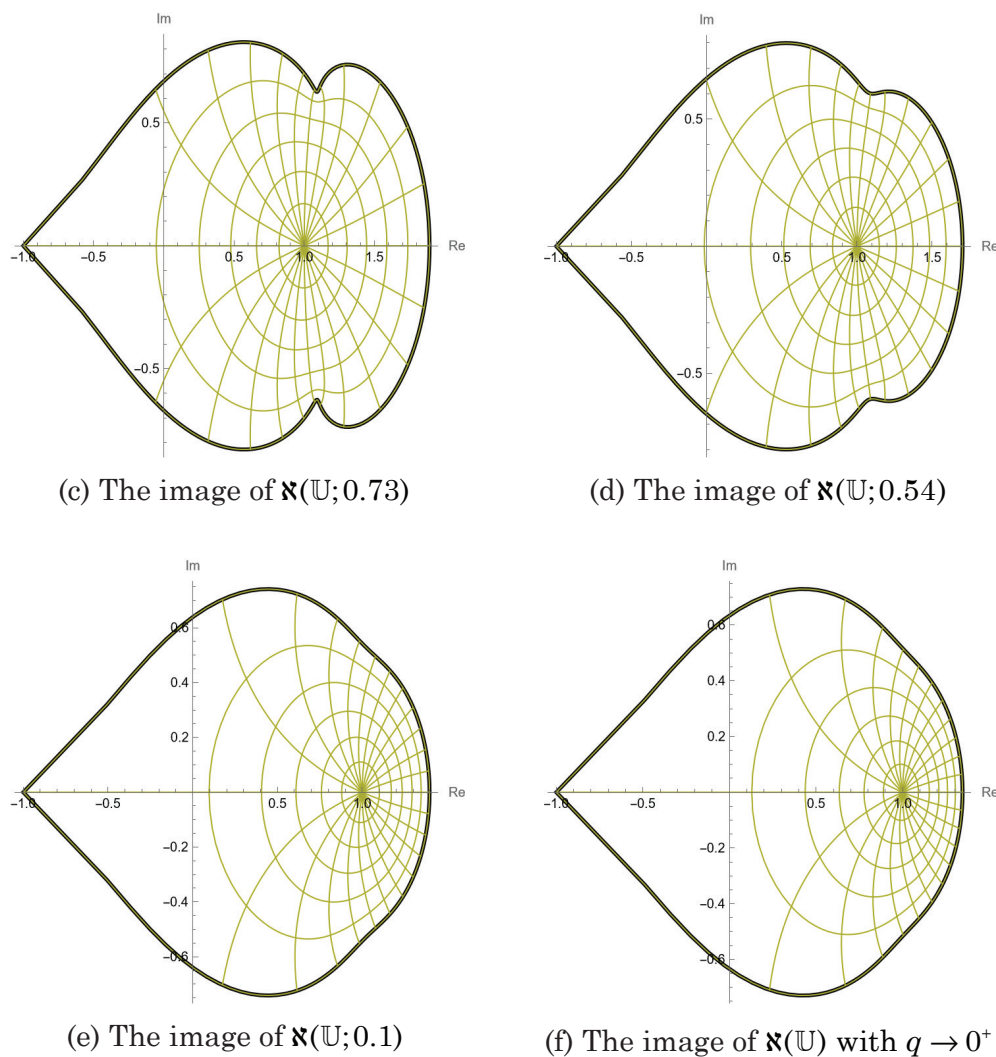 Im
0.5
-1.0 -0.5 0.5 1.0 1.5 Re
-0.5
(c) The image of ℵ(𝕌;0.73)
Im
0.5
-1.0 -0.5 0.5 1.0 1.5 Re
-0.5
(d) The image of ℵ(𝕌;0.54)
Im
0.6
0.4
0.2
-1.0 -0.5 0.5 1.0 Re
-0.2
-0.4
-0.6
(e) The image of ℵ(𝕌;0.1)
Im
0.6
0.4
0.2
-1.0 -0.5 0.5 1.0 Re
-0.2
-0.4
-0.6
(f) The image of ℵ(𝕌) with q → 0⁺